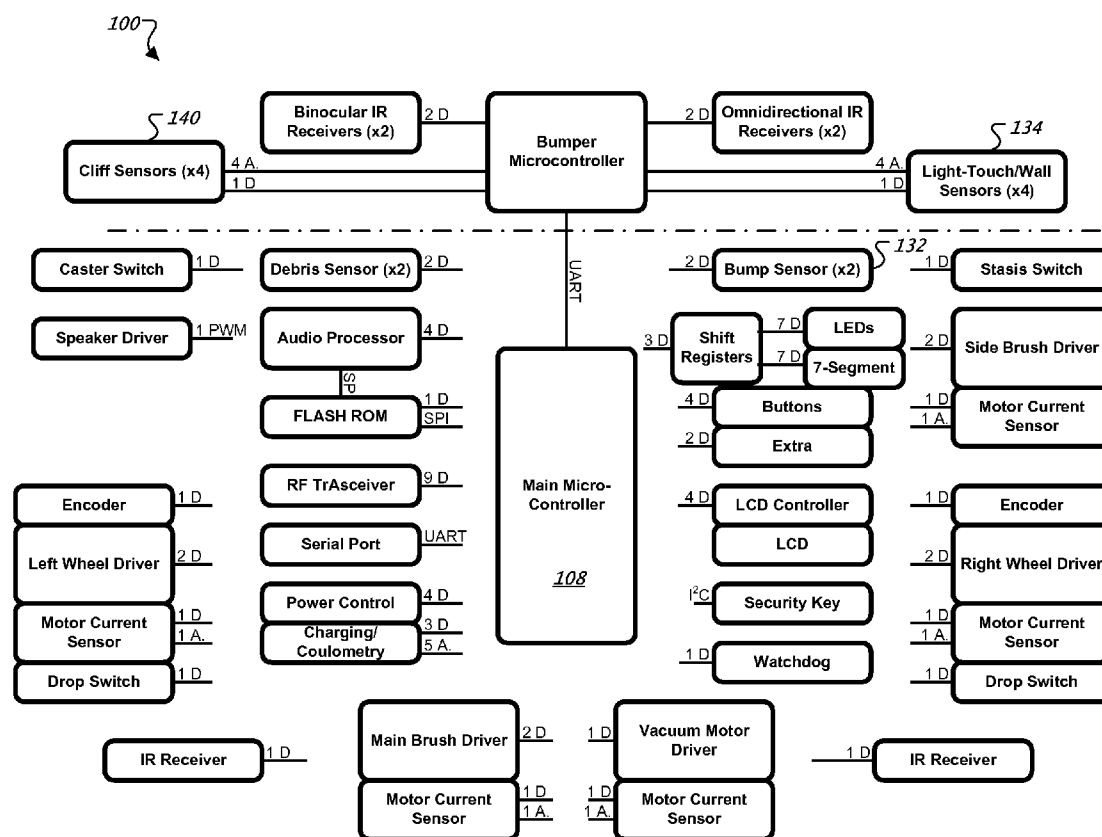 100
Binocular IR
Receivers (x2)
2 D
Bumper
Microcontroller
2 D
Omnidirectional IR
Receivers (x2)
140
Cliff Sensors (x4)
4 A.
1 D
134
4 A.
1 D
Light-Touch/Wall
Sensors (x4)
UART
Caster Switch
1 D
Debris Sensor (x2)
2 D
2 D
Bump Sensor (x2)
132
1 D
Stasis Switch
Speaker Driver
1 PWM
Audio Processor
4 D
SP
FLASH ROM
1 D
SPI
3 D
Shift
Registers
7 D
LEDs
7 D
7-Segment
2 D
Side Brush Driver
4 D
Buttons
1 D
1 A.
Motor Current
Sensor
2 D
Extra
RF TrAsceiver
9 D
Main Micro-
Controller
108
4 D
LCD Controller
LCD
Encoder
1 D
1 D
Encoder
Serial Port
UART
Left Wheel Driver
2 D
2 D
Right Wheel Driver
Power Control
4 D
I²C
Security Key
Charging/
Coulometry
3 D
5 A.
Motor Current
Sensor
1 D
1 A.
1 D
1 A.
Motor Current
Sensor
1 D
Watchdog
Drop Switch
1 D
1 D
Drop Switch
IR Receiver
1 D
Main Brush Driver
2 D
1 D
Vacuum Motor
Driver
1 D
IR Receiver
Motor Current
Sensor
1 D
1 A.
1 D
1 A.
Motor Current
Sensor